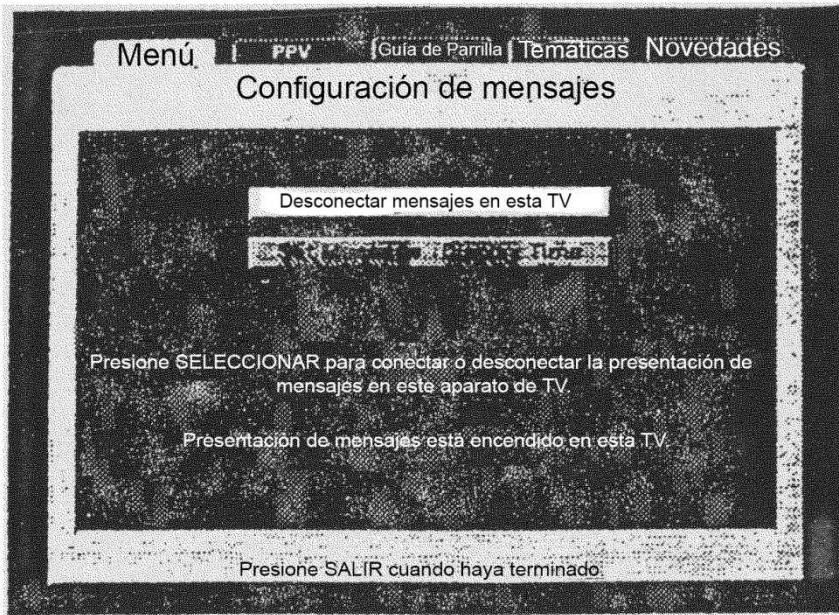 Menú PPV Guía de Parrilla Temáticas Novedades
Configuración de mensajes
Desconectar mensajes en esta TV
Presione SELECCIONAR para conectar o desconectar la presentación de
mensajes en este aparato de TV.
Presentación de mensajes está encendido en esta TV.
Presione SALIR cuando haya terminado